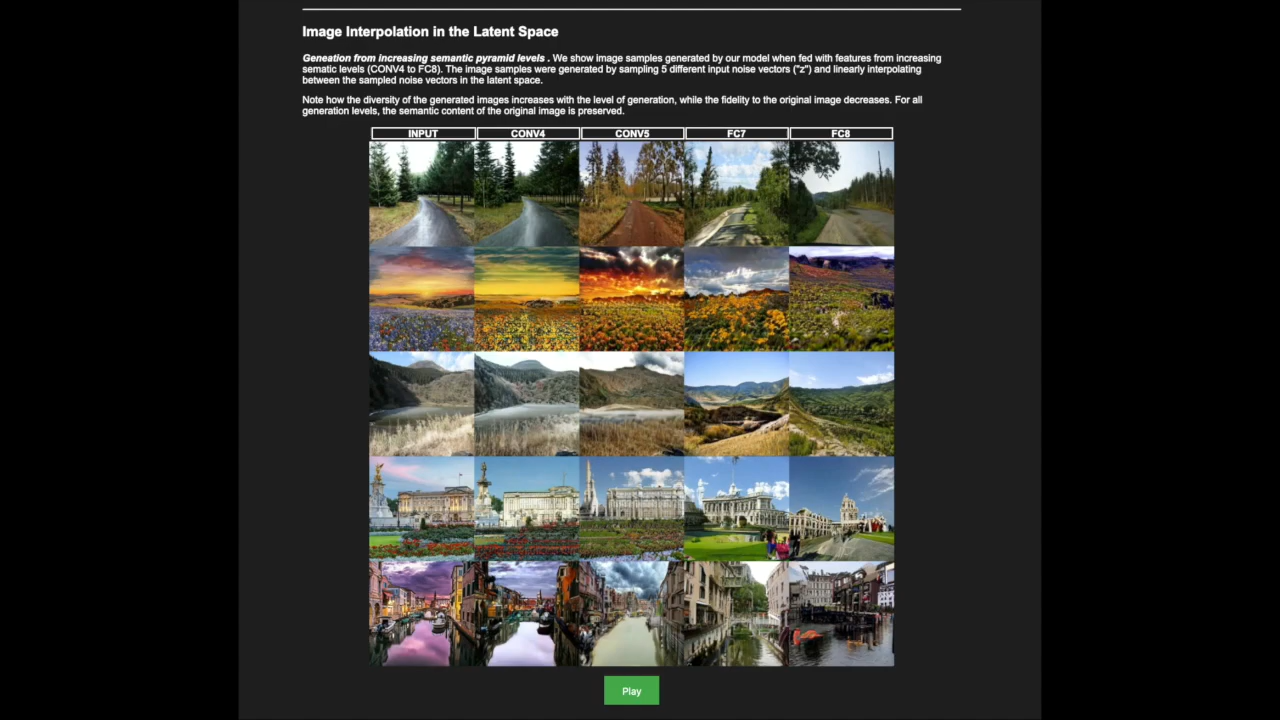 Image Interpolation in the Latent Space
Geneation from increasing semantic pyramid levels . We show image samples generated by our model when fed with features from increasing
sematic levels (CONV4 to FC8). The image samples were generated by sampling 5 different input noise vectors ("z") and linearly interpolating
between the sampled noise vectors in the latent space.
Note how the diversity of the generated images increases with the level of generation, while the fidelity to the original image decreases. For all
generation levels, the semantic content of the original image is preserved.
INPUT CONV4 CONV5 FC7 FC8
Play